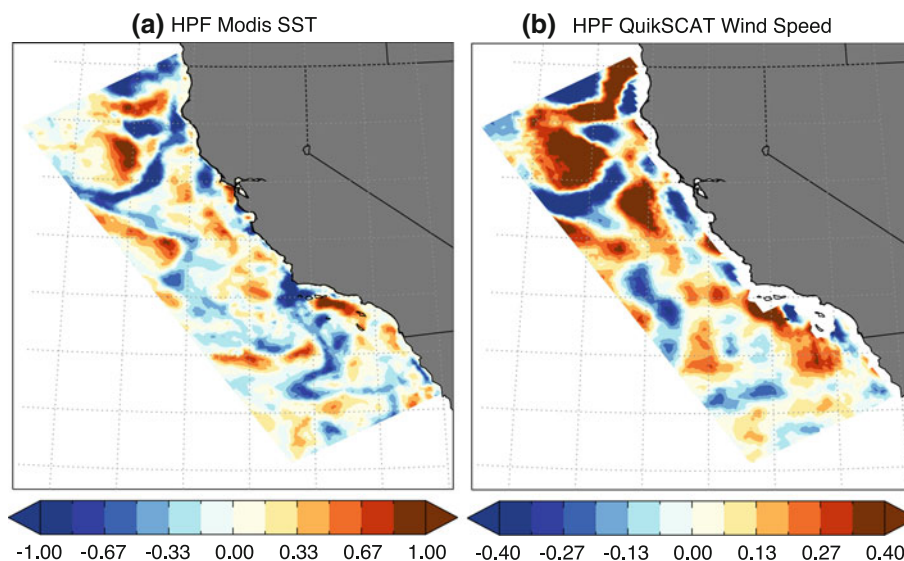 (a) HPF Modis SST
(b) HPF QuikSCAT Wind Speed
-1.00 -0.67 -0.33 0.00 0.33 0.67 1.00
-0.40 -0.27 -0.13 0.00 0.13 0.27 0.40